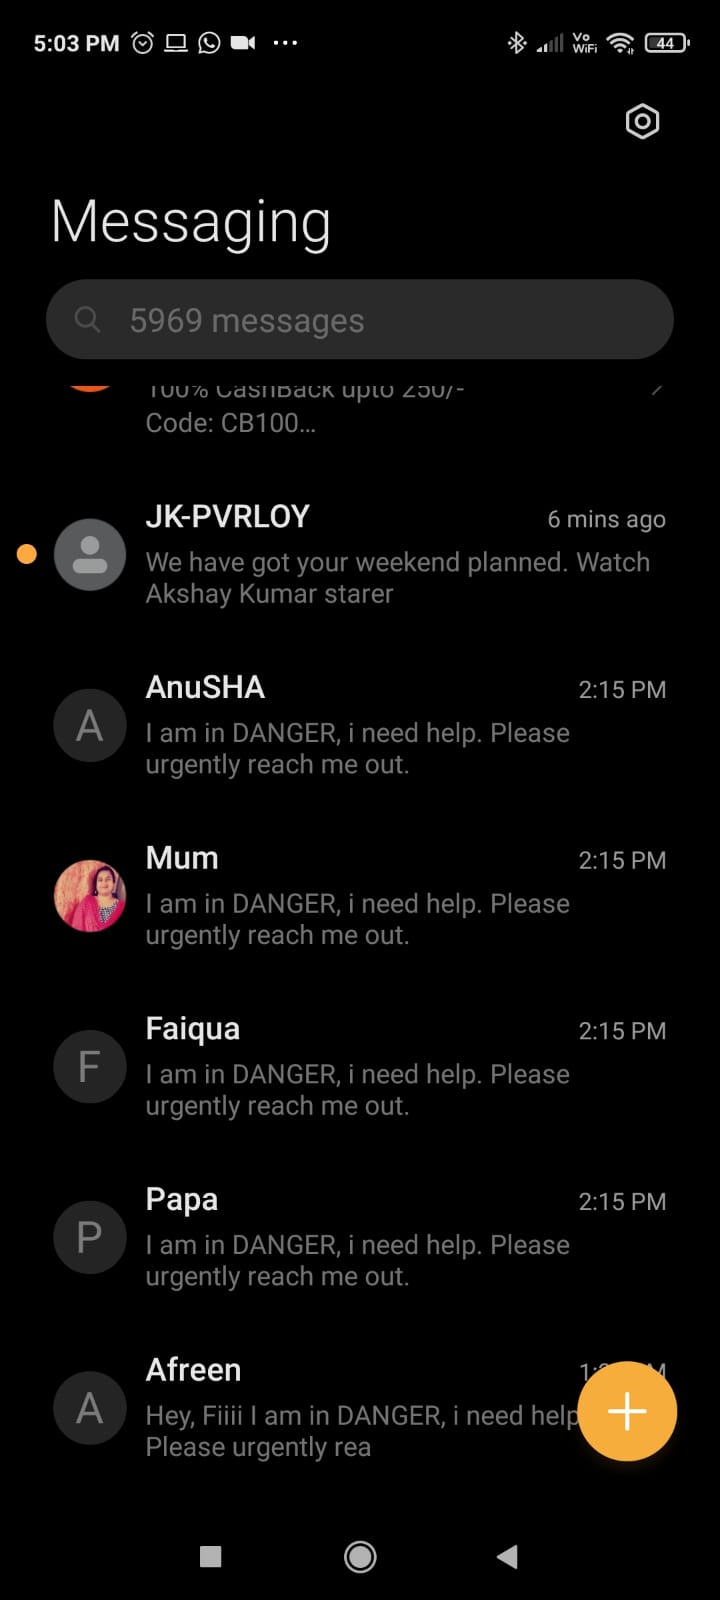 5:03 PM
Vo
WiFi
44
Messaging
5969 messages
100% CashBack upto 250/-
Code: CB100...
JK-PVRLOY
6 mins ago
We have got your weekend planned. Watch
Akshay Kumar starer
A
AnuSHA
2:15 PM
I am in DANGER, i need help. Please
urgently reach me out.
Mum
2:15 PM
I am in DANGER, i need help. Please
urgently reach me out.
F
Faiqua
2:15 PM
I am in DANGER, i need help. Please
urgently reach me out.
P
Papa
2:15 PM
I am in DANGER, i need help. Please
urgently reach me out.
A
Afreen
Hey, Fiiii I am in DANGER, i need help
Please urgently rea